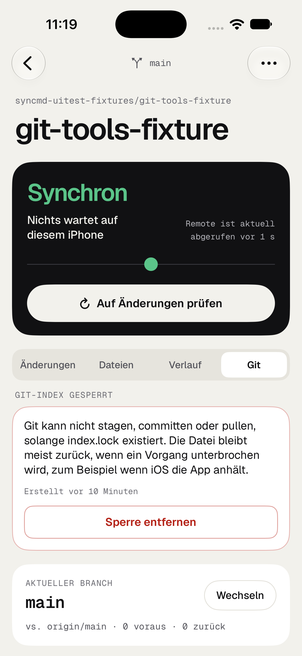 11:19
main
syncmd-uitest-fixtures/git-tools-fixture
git-tools-fixture
Synchron
Nichts wartet auf
diesem iPhone
Remote ist aktuell
abgerufen vor 1 s
Auf Änderungen prüfen
Änderungen
Dateien
Verlauf
Git
GIT-INDEX GESPERRT
Git kann nicht stagen, committen oder pullen,
solange index.lock existiert. Die Datei bleibt
meist zurück, wenn ein Vorgang unterbrochen
wird, zum Beispiel wenn iOS die App anhält.
Erstellt vor 10 Minuten
Sperre entfernen
AKTUELLER BRANCH
main
Wechseln
vs. origin/main · 0 voraus · 0 zurück